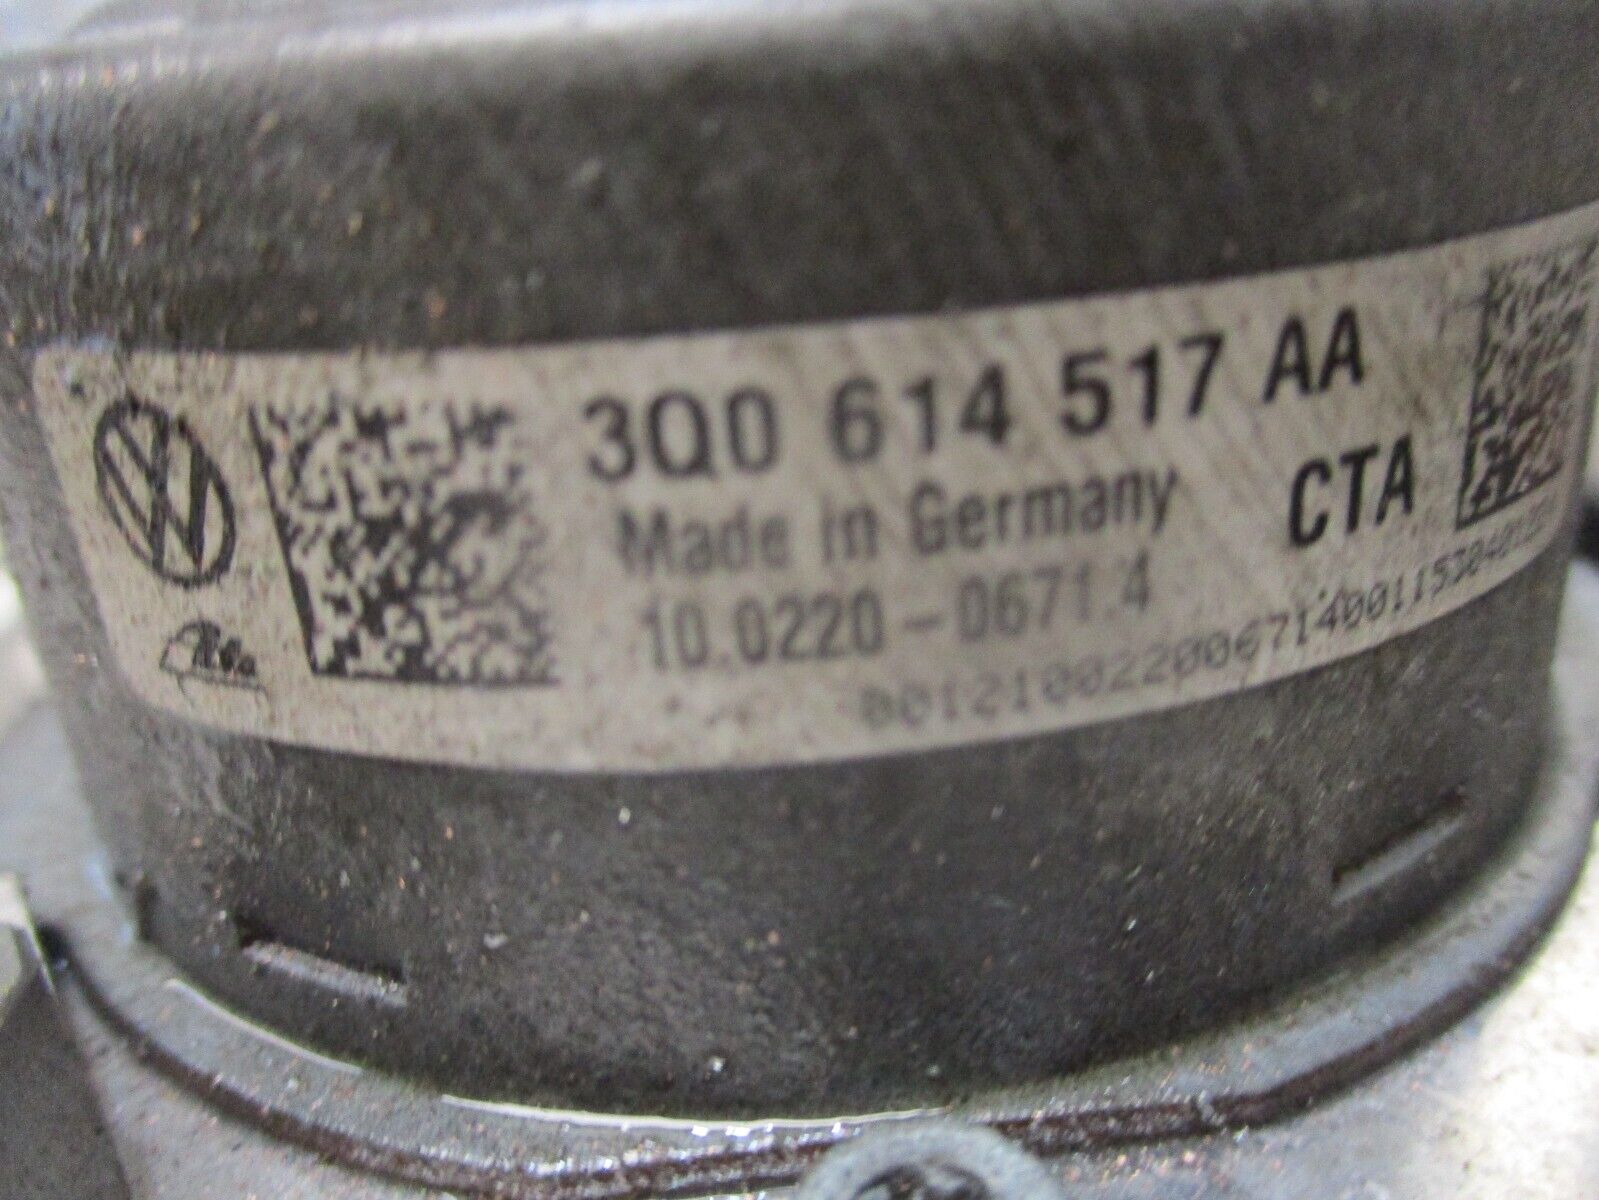 3Q0 614 517 AA
Made in Germany
CTA
10.0220-0671.4